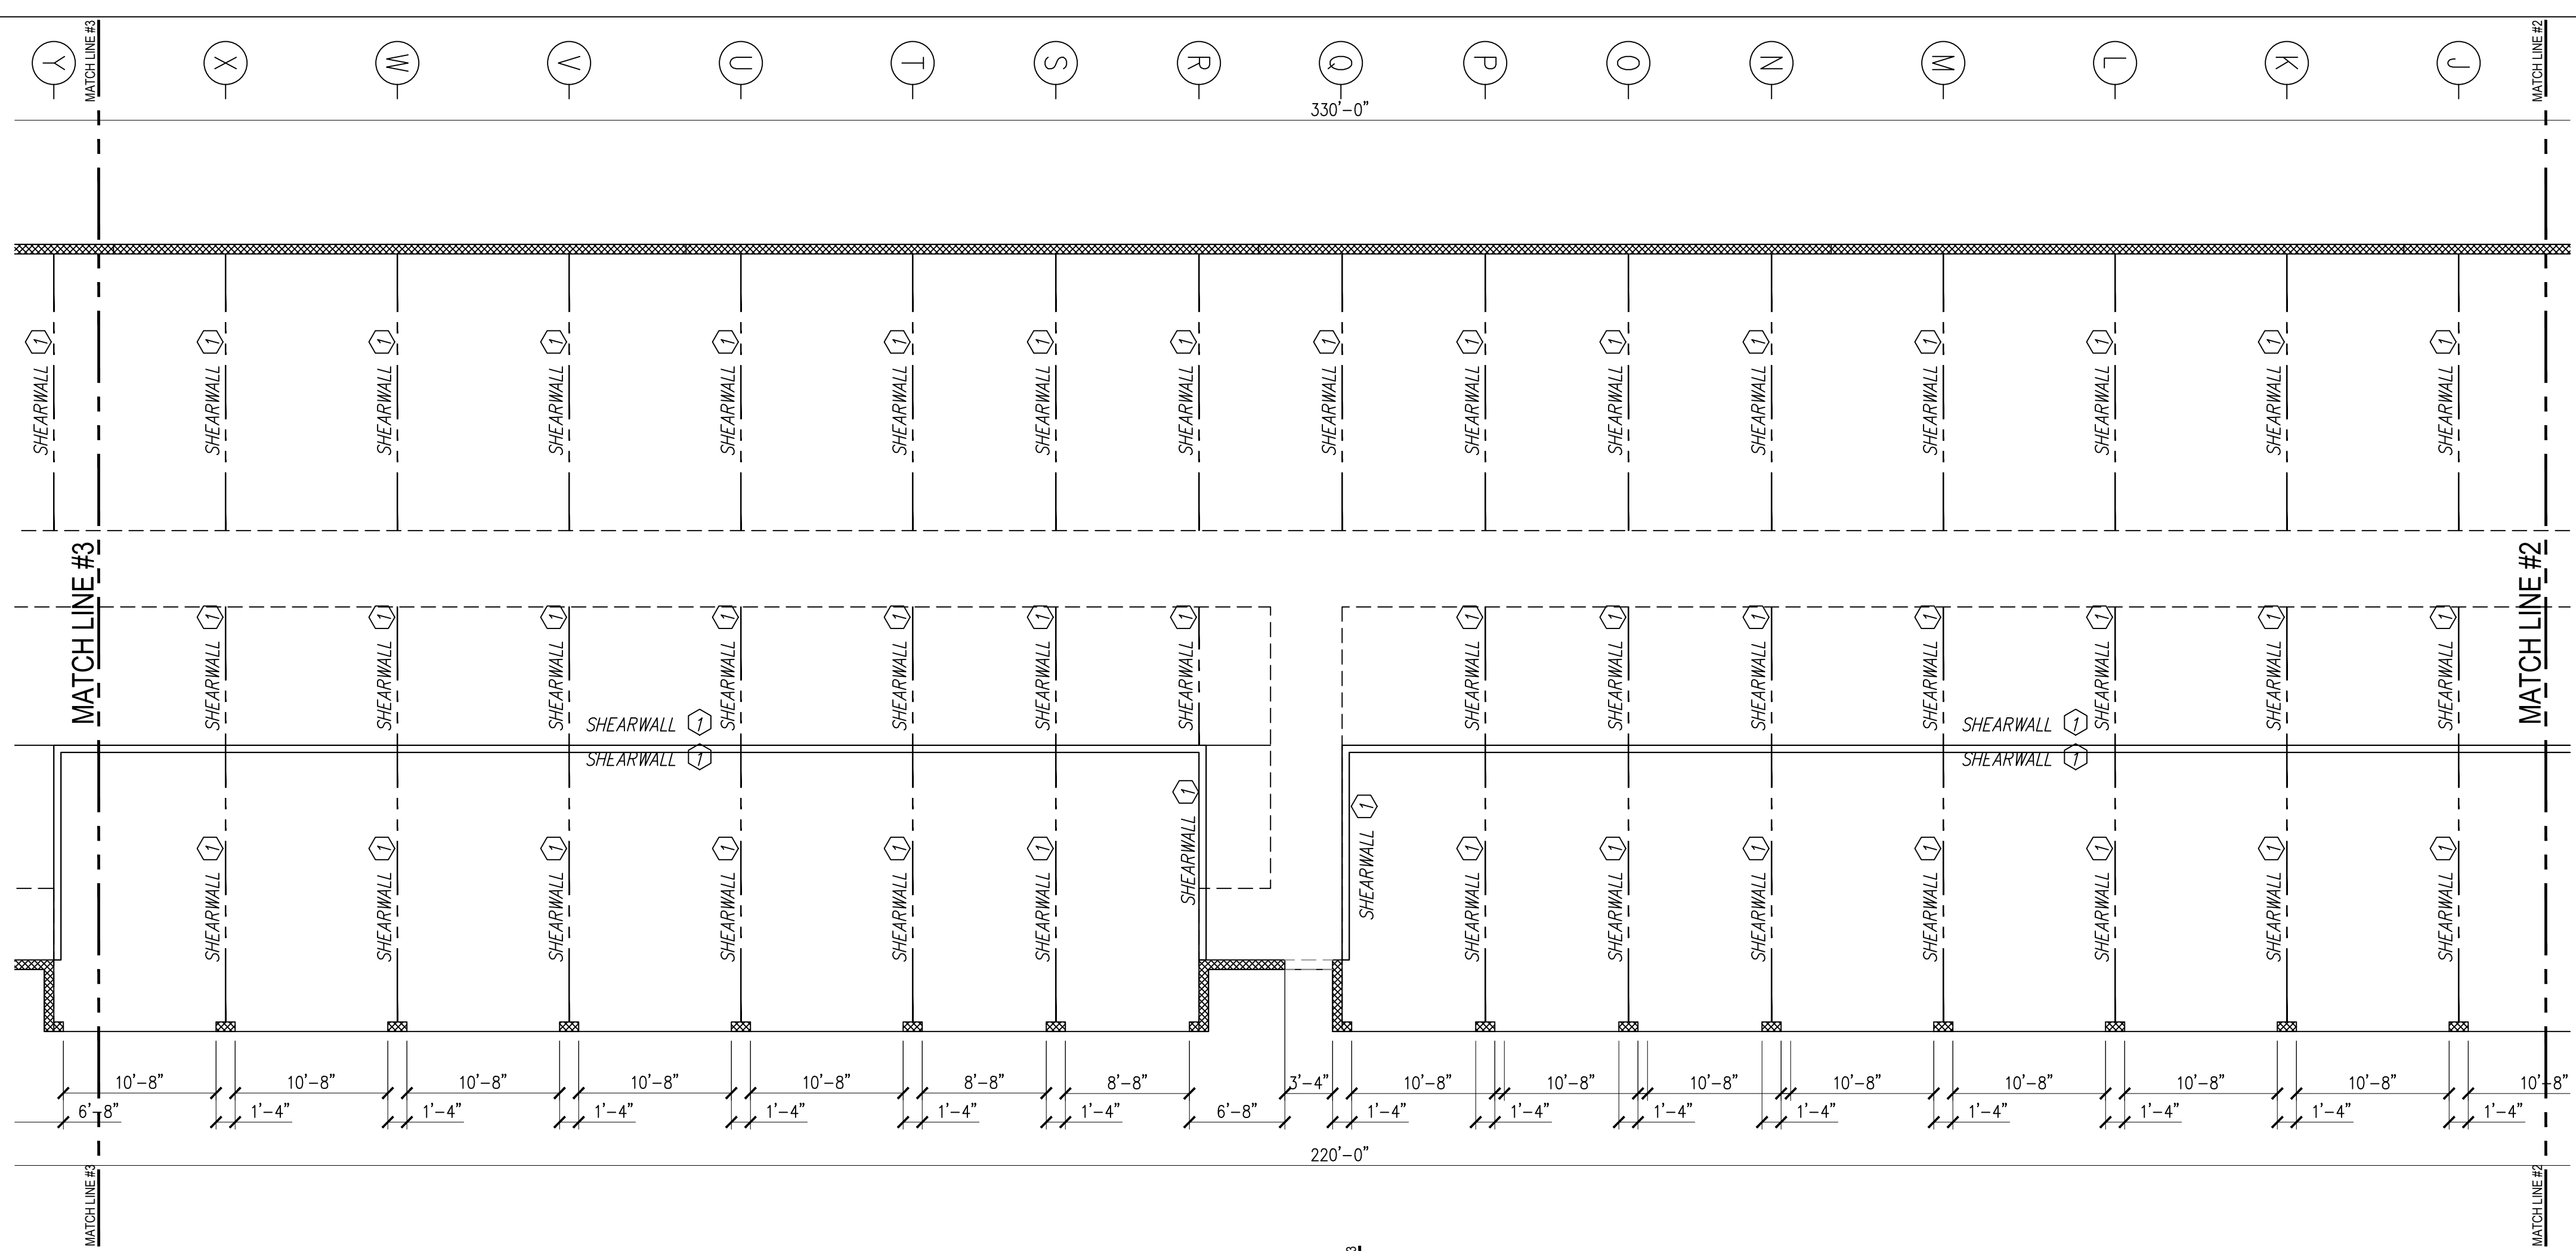 Y X W V U T S R Q P O N M L K J
MATCH LINE #3
MATCH LINE #2
330'-0"
1 1 1 1 1 1 1 1 1 1 1 1 1 1 1 1
SHEARWALL SHEARWALL SHEARWALL SHEARWALL SHEARWALL SHEARWALL SHEARWALL SHEARWALL SHEARWALL SHEARWALL SHEARWALL SHEARWALL SHEARWALL SHEARWALL SHEARWALL SHEARWALL
MATCH LINE #3
MATCH LINE #2
1 1 1 1 1 1 1 1 1 1 1 1 1 1
SHEARWALL SHEARWALL SHEARWALL SHEARWALL SHEARWALL SHEARWALL SHEARWALL SHEARWALL SHEARWALL SHEARWALL SHEARWALL SHEARWALL SHEARWALL SHEARWALL
SHEARWALL 1
SHEARWALL 1
SHEARWALL 1
SHEARWALL 1
SHEARWALL 1
SHEARWALL 1
1 1 1 1 1 1 1 1 1 1 1 1 1
SHEARWALL SHEARWALL SHEARWALL SHEARWALL SHEARWALL SHEARWALL SHEARWALL SHEARWALL SHEARWALL SHEARWALL SHEARWALL SHEARWALL SHEARWALL
10'-8" 10'-8" 10'-8" 10'-8" 10'-8" 8'-8" 8'-8" 3'-4" 10'-8" 10'-8" 10'-8" 10'-8" 10'-8" 10'-8" 10'-8" 10'-8"
6'-8" 1'-4" 1'-4" 1'-4" 1'-4" 1'-4" 1'-4" 6'-8" 1'-4" 1'-4" 1'-4" 1'-4" 1'-4" 1'-4" 1'-4" 1'-4"
220'-0"
MATCH LINE #3
MATCH LINE #2
3